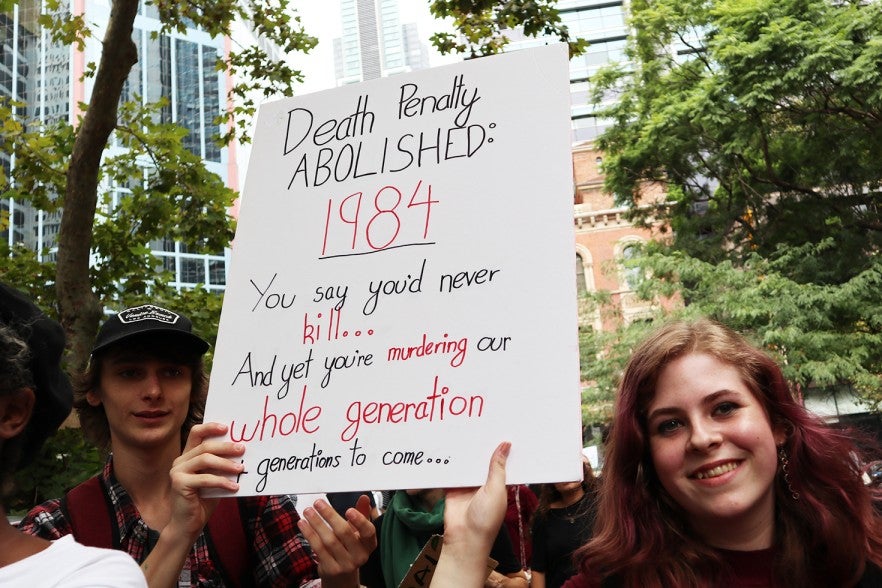 Death Penalty
ABOLISHED:
1984
You say you'd never
kill...
And yet you're murdering our
whole generation
generations to come...